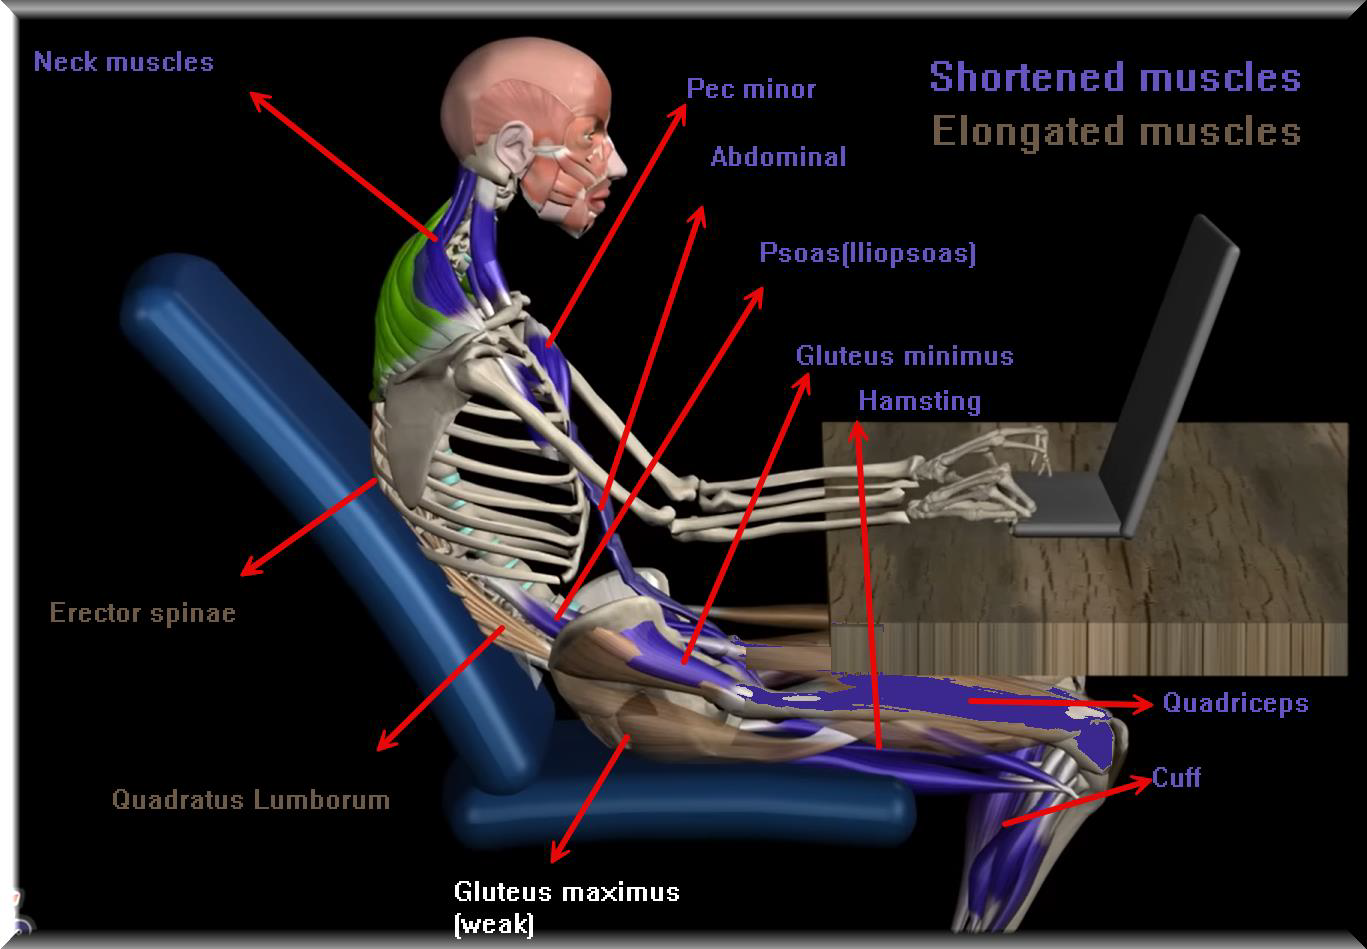 Neck muscles
Pec minor
Shortened muscles
Elongated muscles
Abdominal
Psoas(Iliopsoas)
Gluteus minimus
Hamsting
Erector spinae
Quadriceps
Cuff
Quadratus Lumborum
Gluteus maximus
(weak)